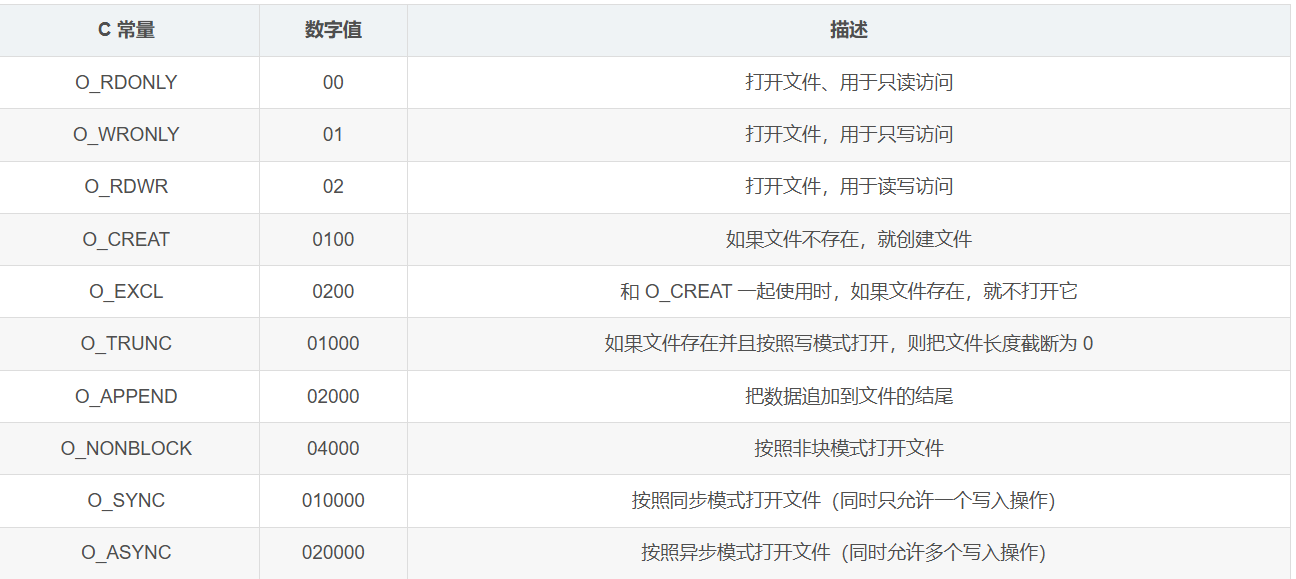 C 常量 数字值 描述
O_RDONLY 00 打开文件、用于只读访问
O_WRONLY 01 打开文件，用于只写访问
O_RDWR 02 打开文件，用于读写访问
O_CREAT 0100 如果文件不存在，就创建文件
O_EXCL 0200 和 O_CREAT 一起使用时，如果文件存在，就不打开它
O_TRUNC 01000 如果文件存在并且按照写模式打开，则把文件长度截断为 0
O_APPEND 02000 把数据追加到文件的结尾
O_NONBLOCK 04000 按照非块模式打开文件
O_SYNC 010000 按照同步模式打开文件（同时只允许一个写入操作）
O_ASYNC 020000 按照异步模式打开文件（同时允许多个写入操作）